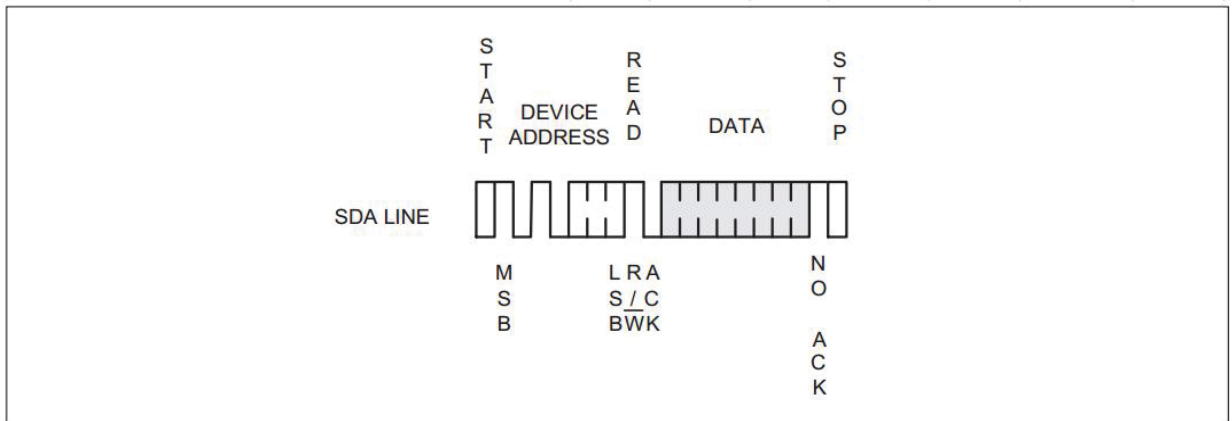 START
DEVICE ADDRESS
READ
DATA
STOP
SDA LINE
MSB
LSB
R/W
ACK
NO ACK